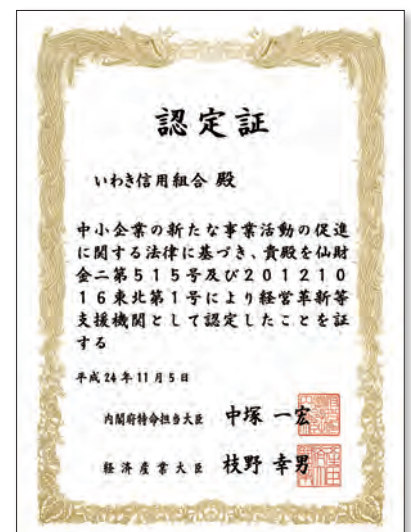 認定証
いわき信用組合 殿
中小企業の新たな事業活動の促進
に関する法律に基づき、貴殿を仙財
金二第５１５号及び２０１２１０
１６東北第１号により経営革新等
支援機関として認定したことを証
する
平成24年11月5日
内閣府特命担当大臣 中塚 一宏
経済産業大臣 枝野 幸男